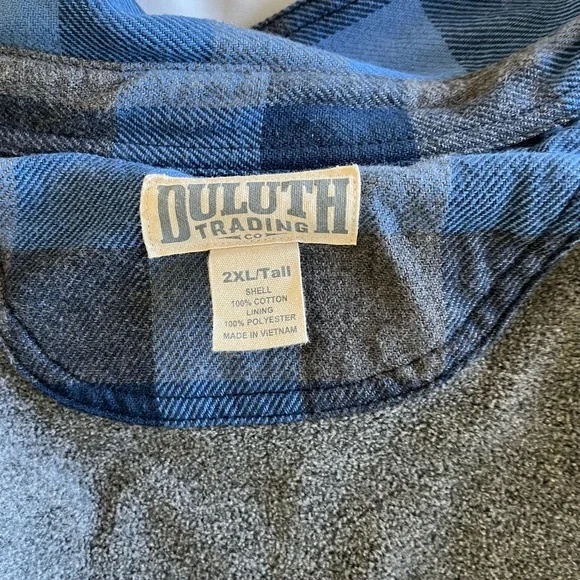 DULUTH
TRADING
CO
2XL/Tall
SHELL
100% COTTON
LINING
100% POLYESTER
MADE IN VIETNAM